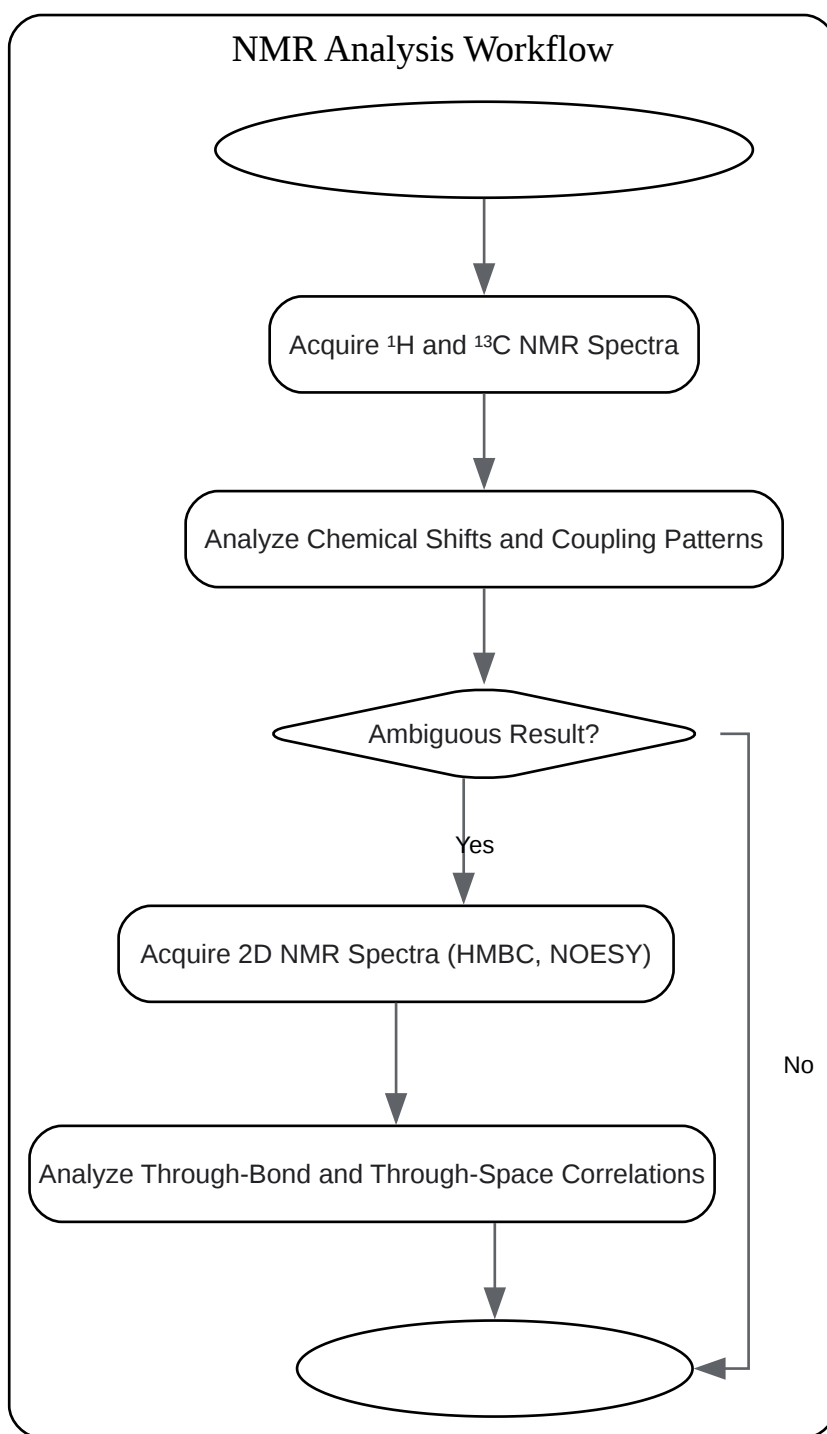 NMR Analysis Workflow
Acquire ¹H and ¹³C NMR Spectra
Analyze Chemical Shifts and Coupling Patterns
Ambiguous Result?
Yes
Acquire 2D NMR Spectra (HMBC, NOESY)
No
Analyze Through-Bond and Through-Space Correlations